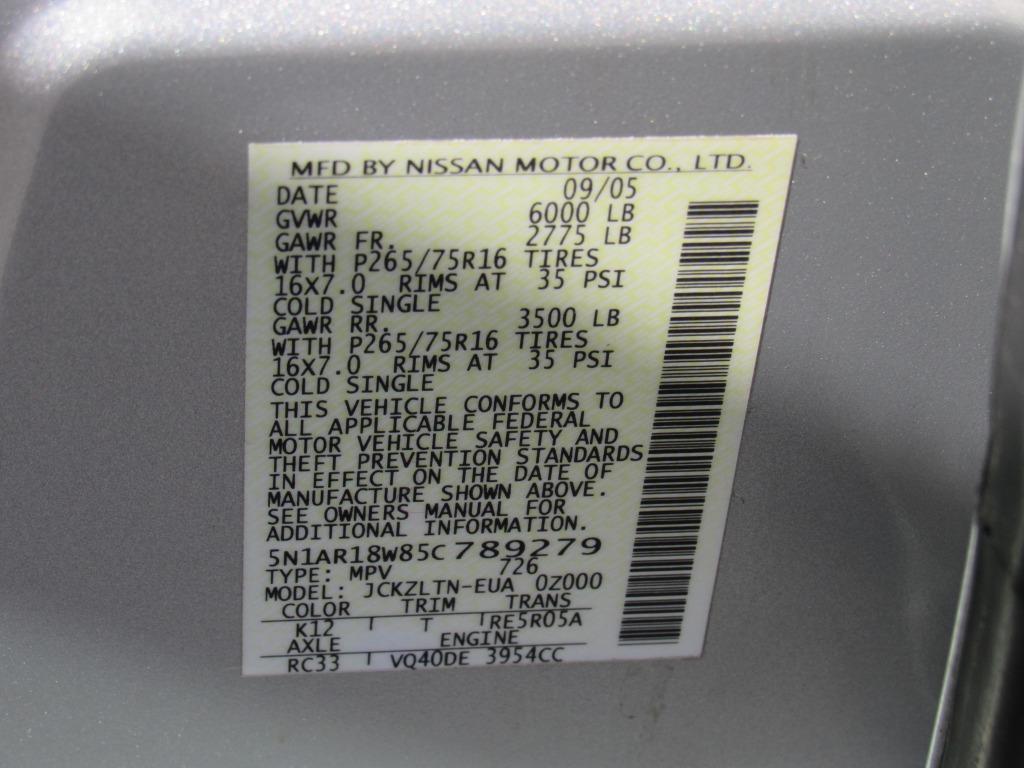 MFD BY NISSAN MOTOR CO., LTD.
DATE 09/05
GVWR 6000 LB
GAWR FR. 2775 LB
WITH P265/75R16 TIRES
16X7.0 RIMS AT 35 PSI
COLD SINGLE
GAWR RR. 3500 LB
WITH P265/75R16 TIRES
16X7.0 RIMS AT 35 PSI
COLD SINGLE
THIS VEHICLE CONFORMS TO
ALL APPLICABLE FEDERAL
MOTOR VEHICLE SAFETY AND
THEFT PREVENTION STANDARDS
IN EFFECT ON THE DATE OF
MANUFACTURE SHOWN ABOVE.
SEE OWNERS MANUAL FOR
ADDITIONAL INFORMATION.
5N1AR18W85C789279
TYPE: MPV 726
MODEL: JCKZLTN-EUA 0Z000
COLOR TRIM TRANS
K12 T RE5R05A
AXLE ENGINE
RC33 VQ40DE 3954CC